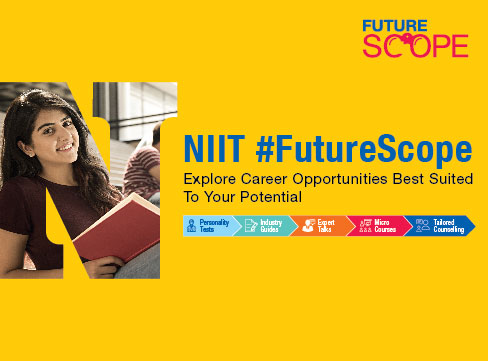 FUTURE
SCOPE
NIIT #FutureScope
Explore Career Opportunities Best Suited
To Your Potential
Personality
Tests
Industry
Guides
Expert
Talks
Micro
Courses
Tailored
Counselling